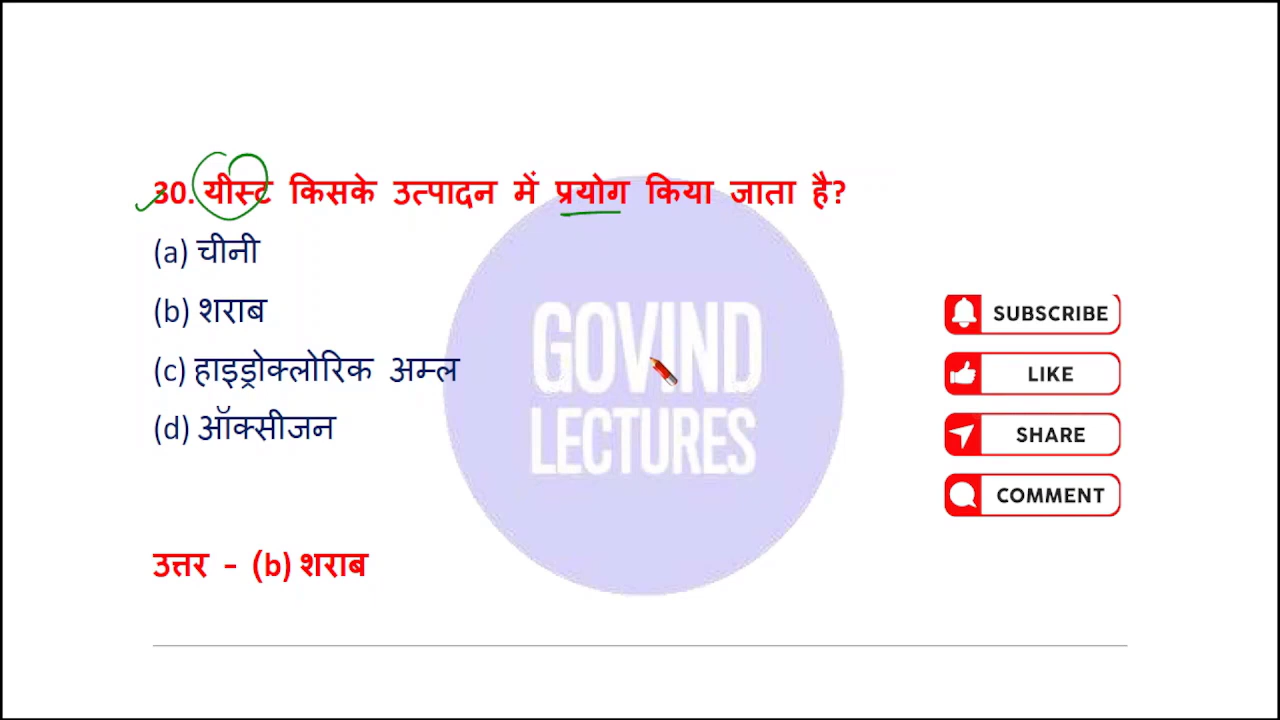 30. यीस्ट किसके उत्पादन में प्रयोग किया जाता है?
(a) चीनी
(b) शराब
(c) हाइड्रोक्लोरिक अम्ल
(d) ऑक्सीजन
GOVIND
LECTURES
SUBSCRIBE
LIKE
SHARE
COMMENT
उत्तर – (b) शराब